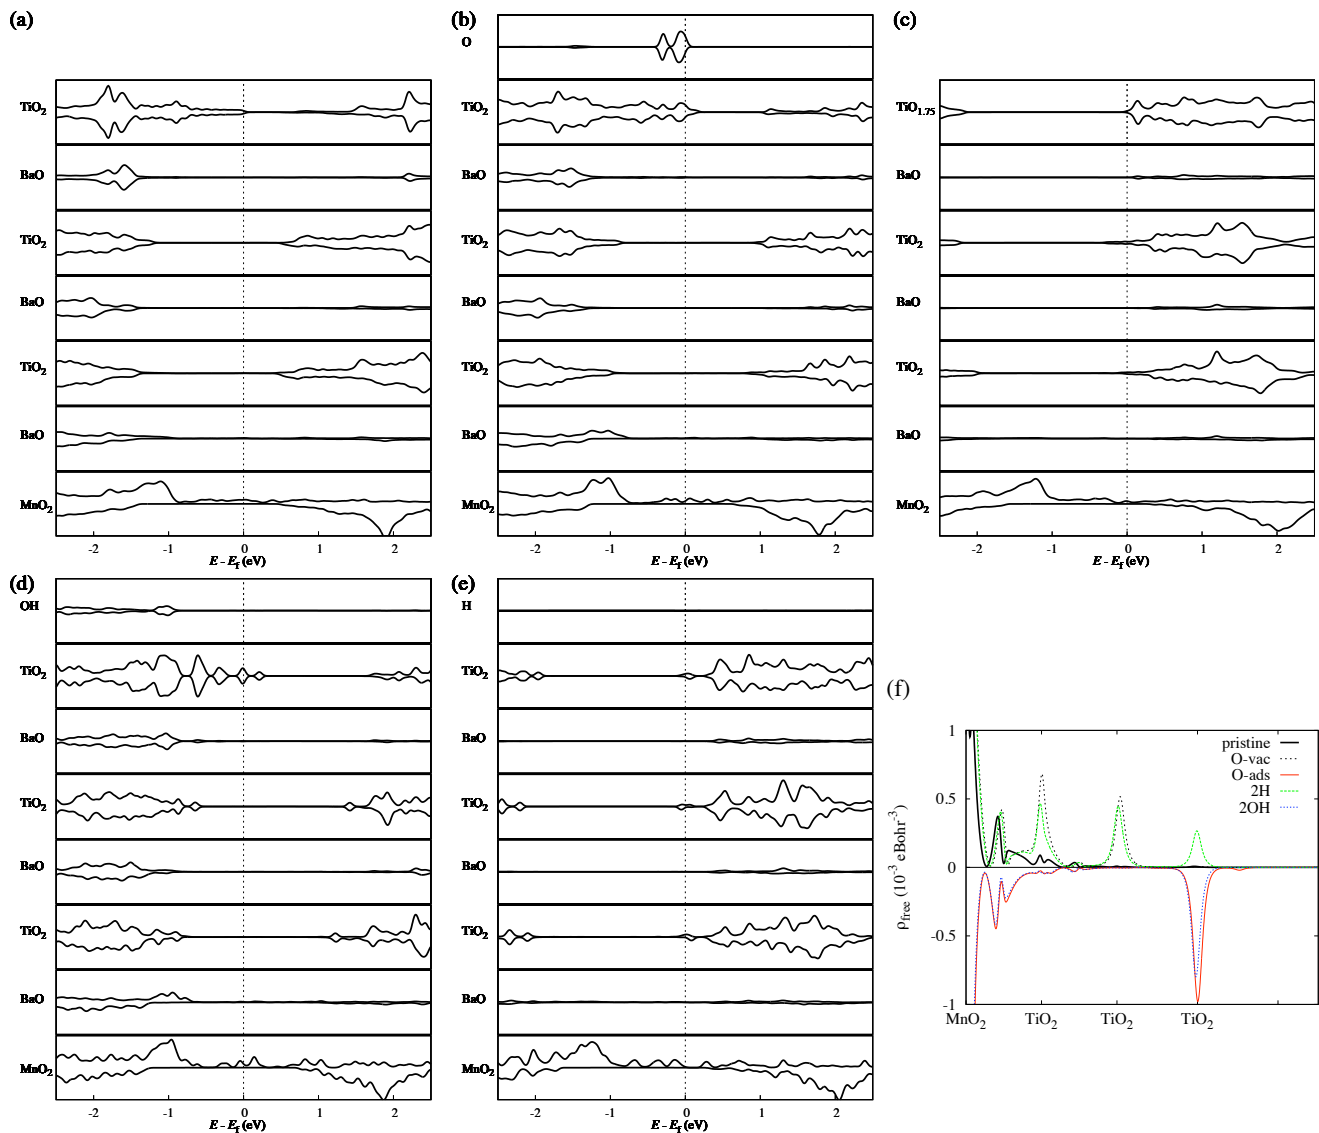 (a)
TiO2
BaO
TiO2
BaO
TiO2
BaO
MnO2
-2 -1 0 1 2
E - Ef (eV)
(b)
O
TiO2
BaO
TiO2
BaO
TiO2
BaO
MnO2
-2 -1 0 1 2
E - Ef (eV)
(c)
TiO1.75
BaO
TiO2
BaO
TiO2
BaO
MnO2
-2 -1 0 1 2
E - Ef (eV)
(d)
OH
TiO2
BaO
TiO2
BaO
TiO2
BaO
MnO2
-2 -1 0 1 2
E - Ef (eV)
(e)
H
TiO2
BaO
TiO2
BaO
TiO2
BaO
MnO2
-2 -1 0 1 2
E - Ef (eV)
(f)
pristine
O-vac
O-ads
2H
2OH
1
0.5
0
-0.5
-1
ρfree (10-3 eBohr-3)
MnO2 TiO2 TiO2 TiO2